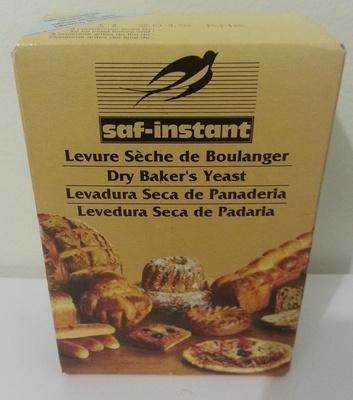 saf-instant
Levure Sèche de Boulanger
Dry Baker's Yeast
Levadura Seca de Panaderia
Levedura Seca de Padaria